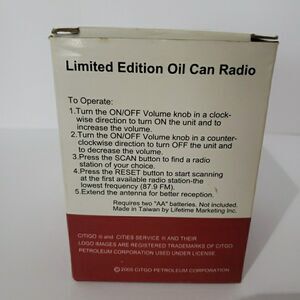 Limited Edition Oil Can Radio
To Operate:
1.Turn the ON/OFF Volume knob in a clock-
wise direction to turn ON the unit and to
increase the volume.
2.Turn the ON/OFF Volume knob in a counter-
clockwise direction to turn OFF the unit and
to decrease the volume.
3.Press the SCAN button to find a radio
station of your choice.
4.Press the RESET button to start scanning
at the first available radio station-the
lowest frequency (87.9 FM).
5.Extend the antenna for better reception.
Requires two "AA" batteries. Not included.
Made in Taiwan by Lifetime Marketing Inc.
CITGO ® and CITIES SERVICE ® AND THEIR
LOGO IMAGES ARE REGISTERED TRADEMARKS OF CITGO
PETROLEUM CORPORATION USED UNDER LICENSE.
© 2005 CITGO PETROLEUM CORPORATION